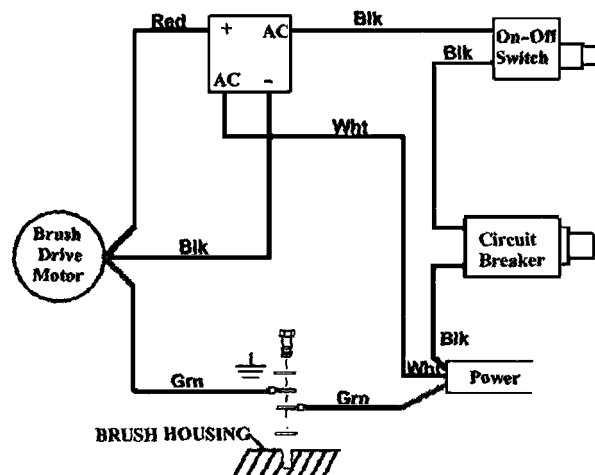 Red
+
AC
Blk
On-Off
Switch
Blk
AC
-
Wht
Brush
Drive
Motor
Blk
Circuit
Breaker
Blk
Wht
Power
Grn
Grn
BRUSH HOUSING